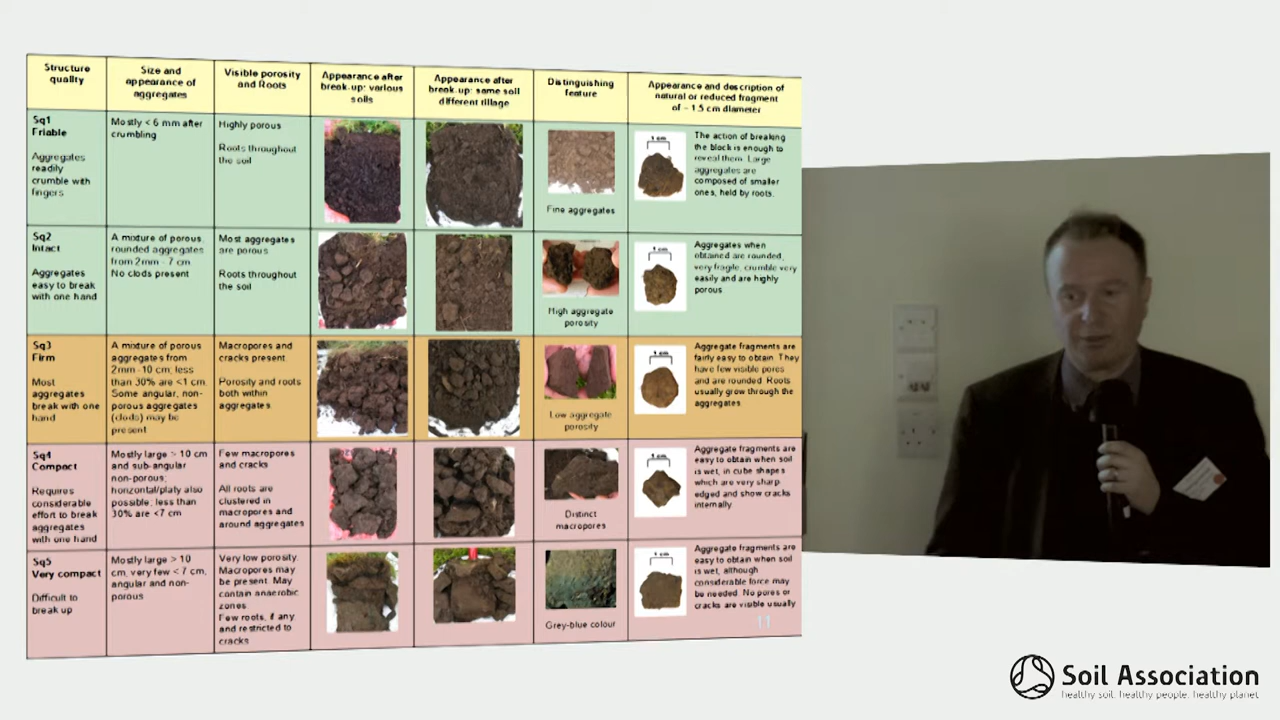 Structure
quality
Size and
appearance of
aggregates
Visible porosity
and Roots
Appearance after
break-up: various
soils
Appearance after
break-up: same soil
different tillage
Distinguishing
feature
Appearance and description of
natural or reduced fragment
of ~ 1.5 cm diameter
Sq1
Friable
Aggregates
readily
crumble with
fingers
Mostly < 6 mm after
crumbling
Highly porous
Roots throughout
the soil
Fine aggregates
1 cm
The action of breaking
the block is enough to
reveal them. Large
aggregates are
composed of smaller
ones, held by roots.
Sq2
Intact
Aggregates
easy to break
with one hand
A mixture of porous,
rounded aggregates
from 2mm - 7 cm.
No clods present
Most aggregates
are porous
Roots throughout
the soil
High aggregate
porosity
1 cm
Aggregates when
obtained are rounded,
very fragile, crumble very
easily and are highly
porous.
Sq3
Firm
Most
aggregates
break with one
hand
A mixture of porous
aggregates from
2mm -10 cm; less
than 30% are <1 cm.
Some angular, non-
porous aggregates
(clods) may be
present
Macropores and
cracks present.
Porosity and roots
both within
aggregates.
Low aggregate
porosity
1 cm
Aggregate fragments are
fairly easy to obtain. They
have few visible pores
and are rounded. Roots
usually grow through the
aggregates.
Sq4
Compact
Requires
considerable
effort to break
aggregates
with one hand
Mostly large > 10 cm
and sub-angular
non-porous;
horizontal/platy also
possible; less than
30% are <7 cm
Few macropores
and cracks
All roots are
clustered in
macropores and
around aggregates
Distinct
macropores
1 cm
Aggregate fragments are
easy to obtain when soil
is wet, in cube shapes
which are very sharp-
edged and show cracks
internally.
Sq5
Very compact
Difficult to
break up
Mostly large > 10
cm, very few < 7 cm,
angular and non-
porous
Very low porosity.
Macropores may
be present. May
contain anaerobic
zones.
Few roots, if any,
and restricted to
cracks
Grey-blue colour
1 cm
Aggregate fragments are
easy to obtain when soil
is wet, although
considerable force may
be needed. No pores or
cracks are visible usually
11
Soil Association
healthy soil, healthy people, healthy planet